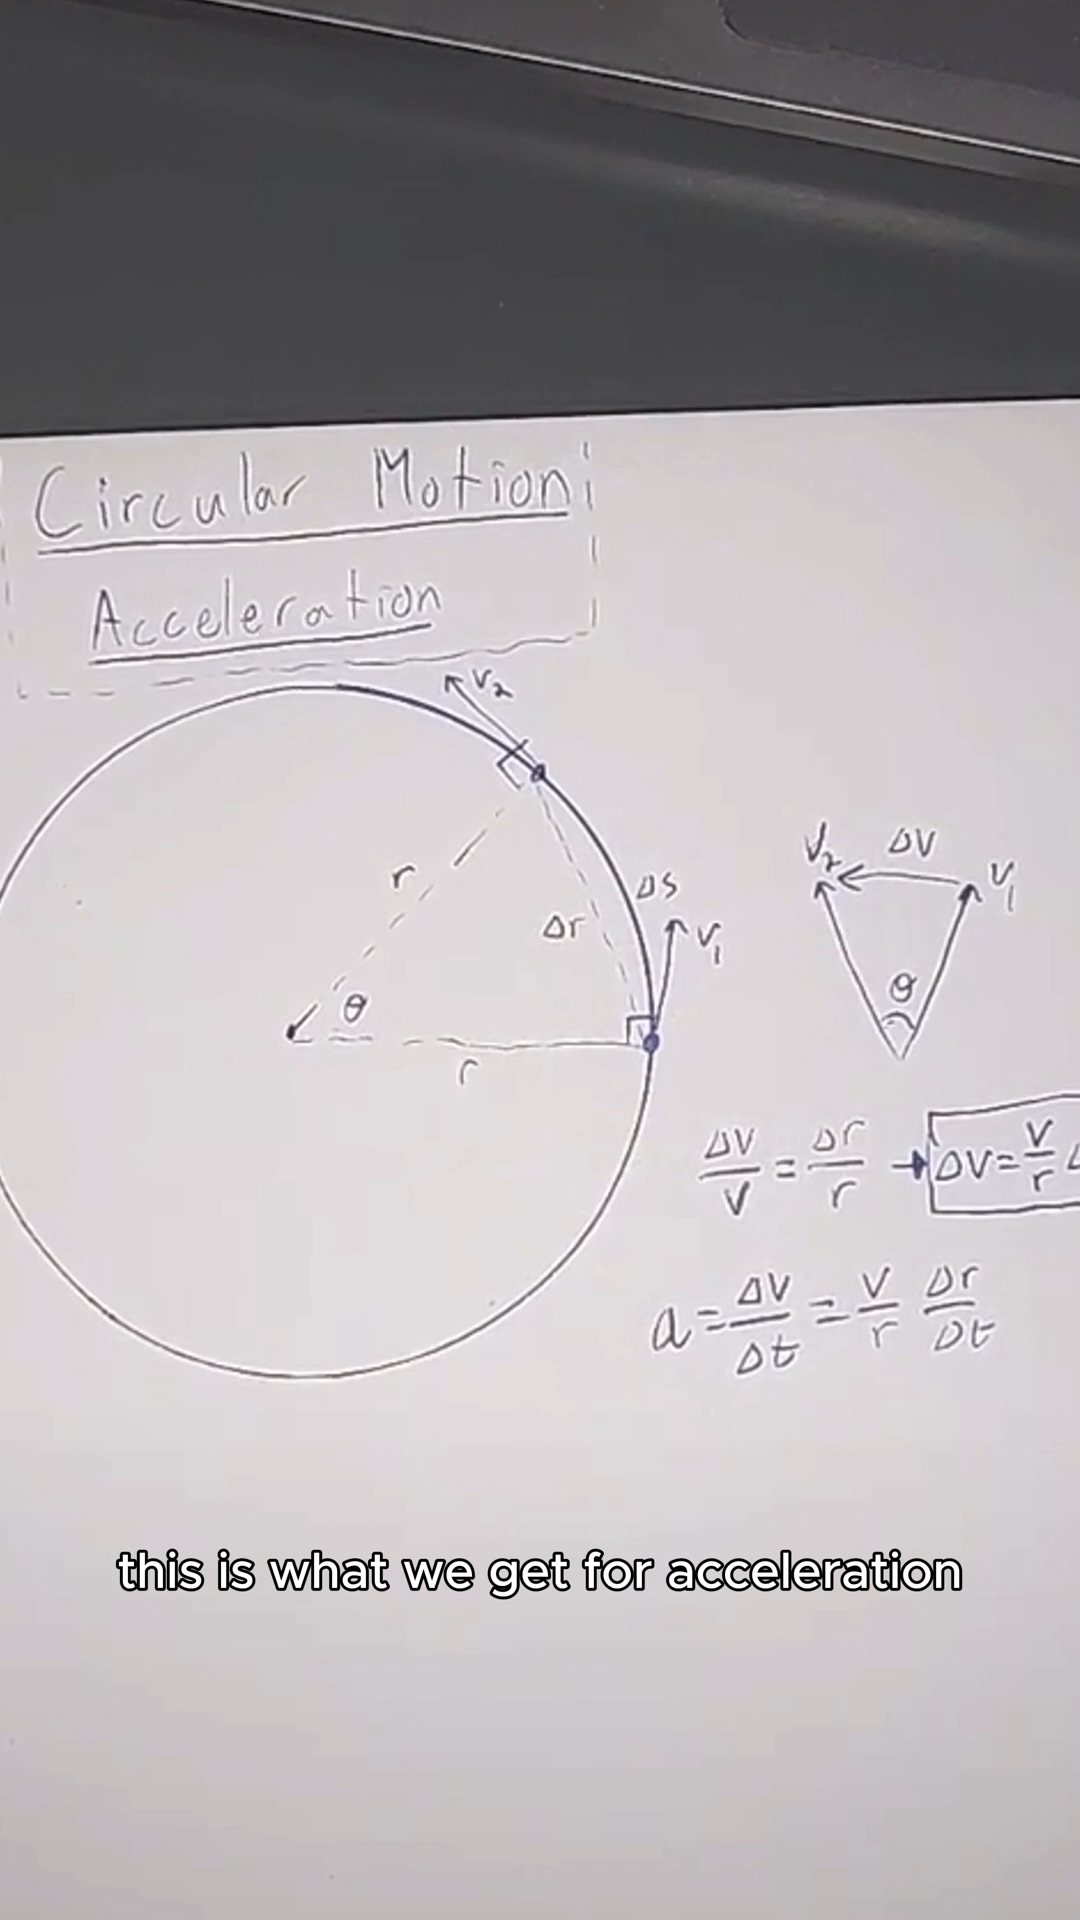 Circular Motion:
Acceleration
V₂
r
Δs
Δr
V₁
θ
r
V₂ ΔV V₁
θ
ΔV/V = Δr/r → ΔV = V/r Δ
a = ΔV/Δt = V/r Δr/Δt
this is what we get for acceleration